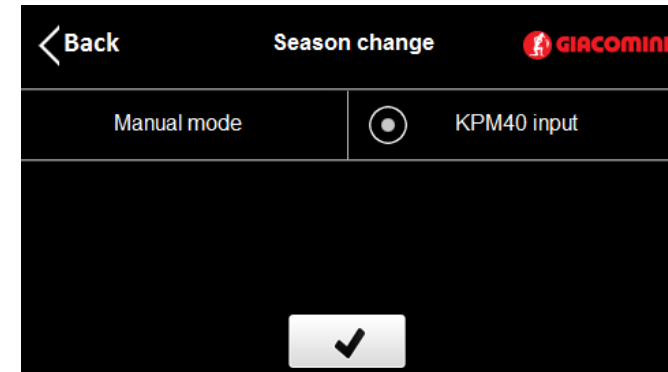 Back
Season change
GIACOMINI
Manual mode
KPM40 input